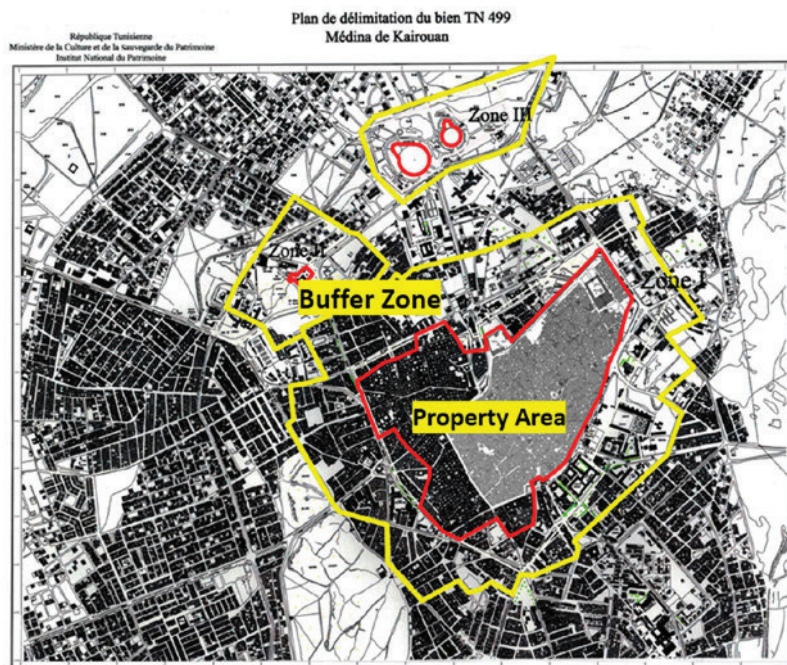 Plan de délimitation du bien TN 499
Médina de Kairouan
République Tunisienne
Ministère de la Culture et de la Sauvegarde du Patrimoine
Institut National du Patrimoine
Zone III
Zone II
Zone I
Buffer Zone
Property Area